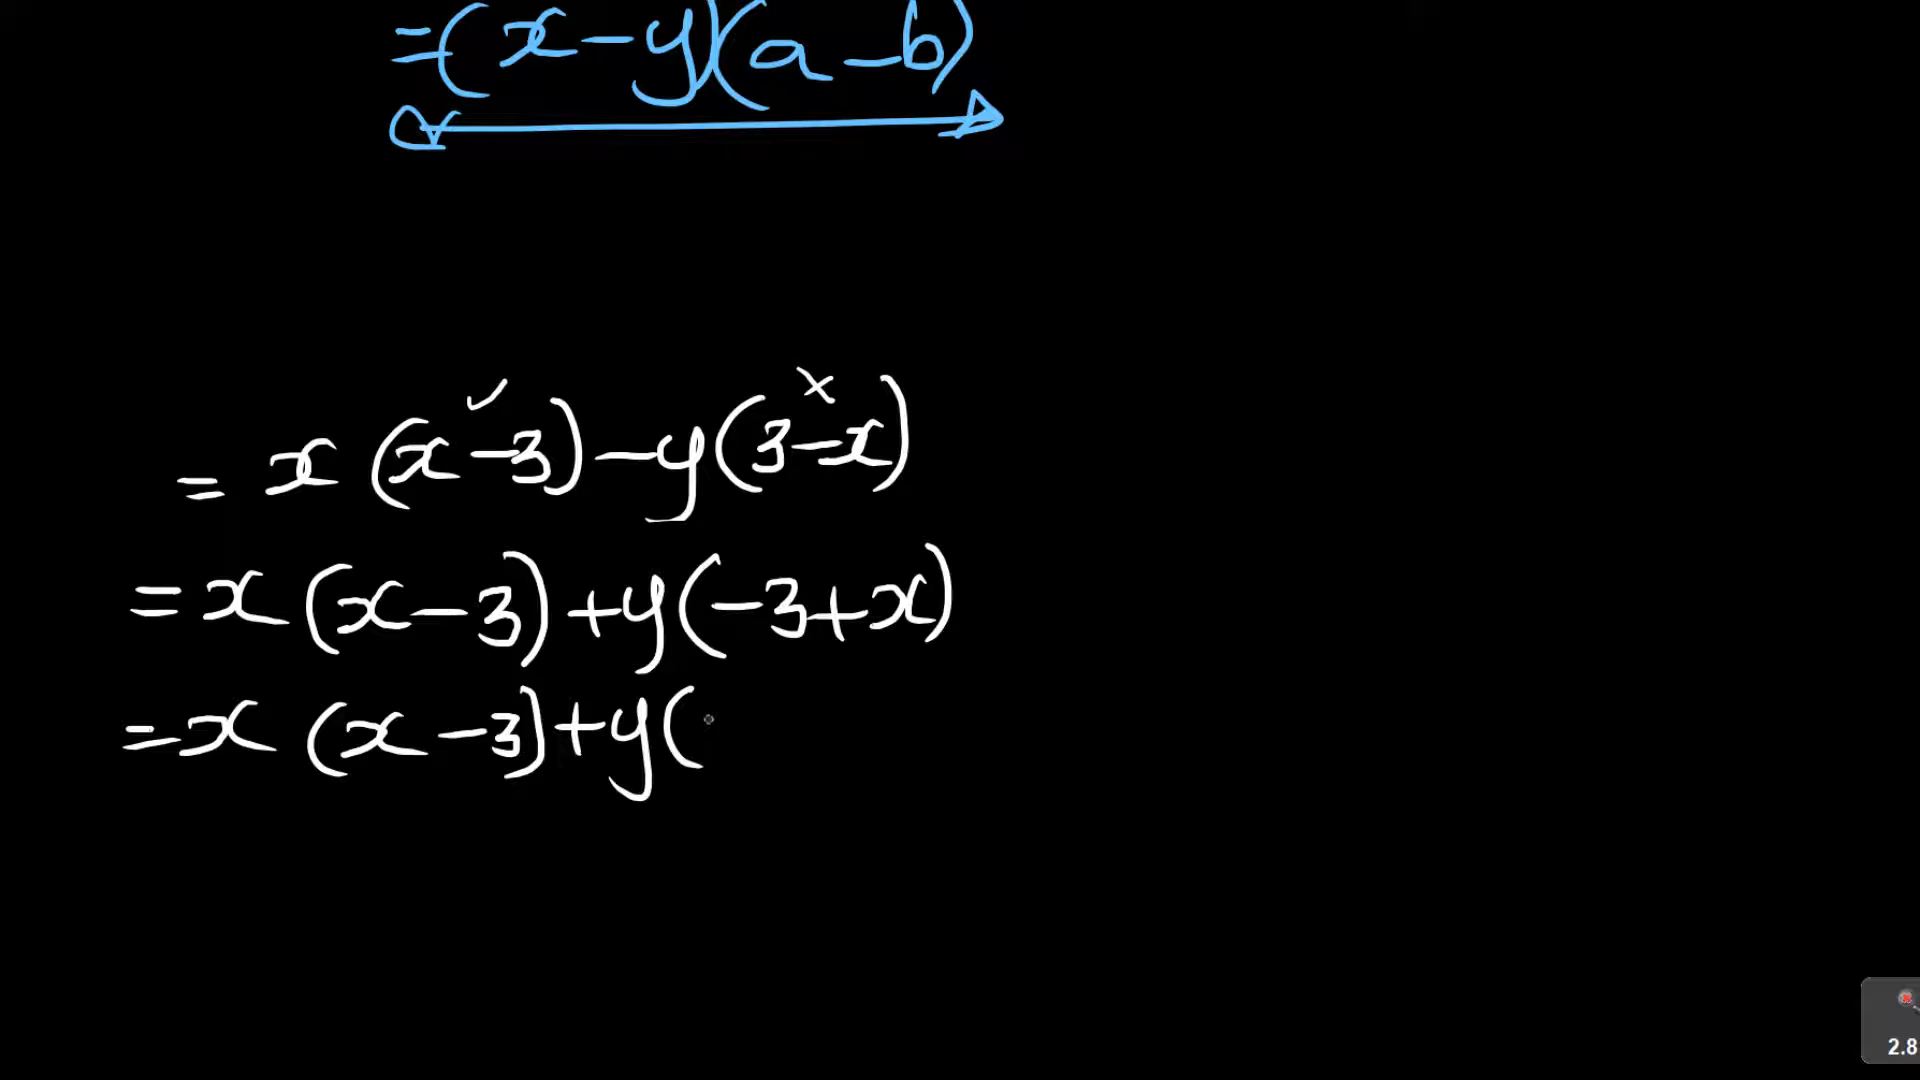 =(x-y)(a-b)
✓ x
= x(x-3)-y(3-x)
=x(x-3)+y(-3+x)
=x(x-3)+y(
2.8